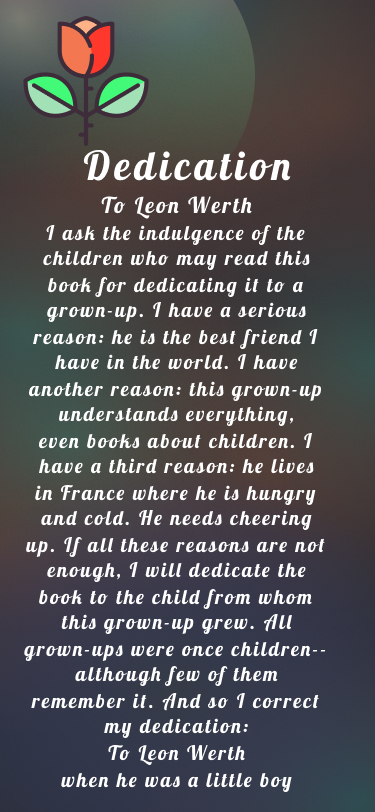 Dedication
To Leon Werth
I ask the indulgence of the
children who may read this
book for dedicating it to a
grown-up. I have a serious
reason: he is the best friend I
have in the world. I have
another reason: this grown-up
understands everything,
even books about children. I
have a third reason: he lives
in France where he is hungry
and cold. He needs cheering
up. If all these reasons are not
enough, I will dedicate the
book to the child from whom
this grown-up grew. All
grown-ups were once children--
although few of them
remember it. And so I correct
my dedication:
To Leon Werth
when he was a little boy